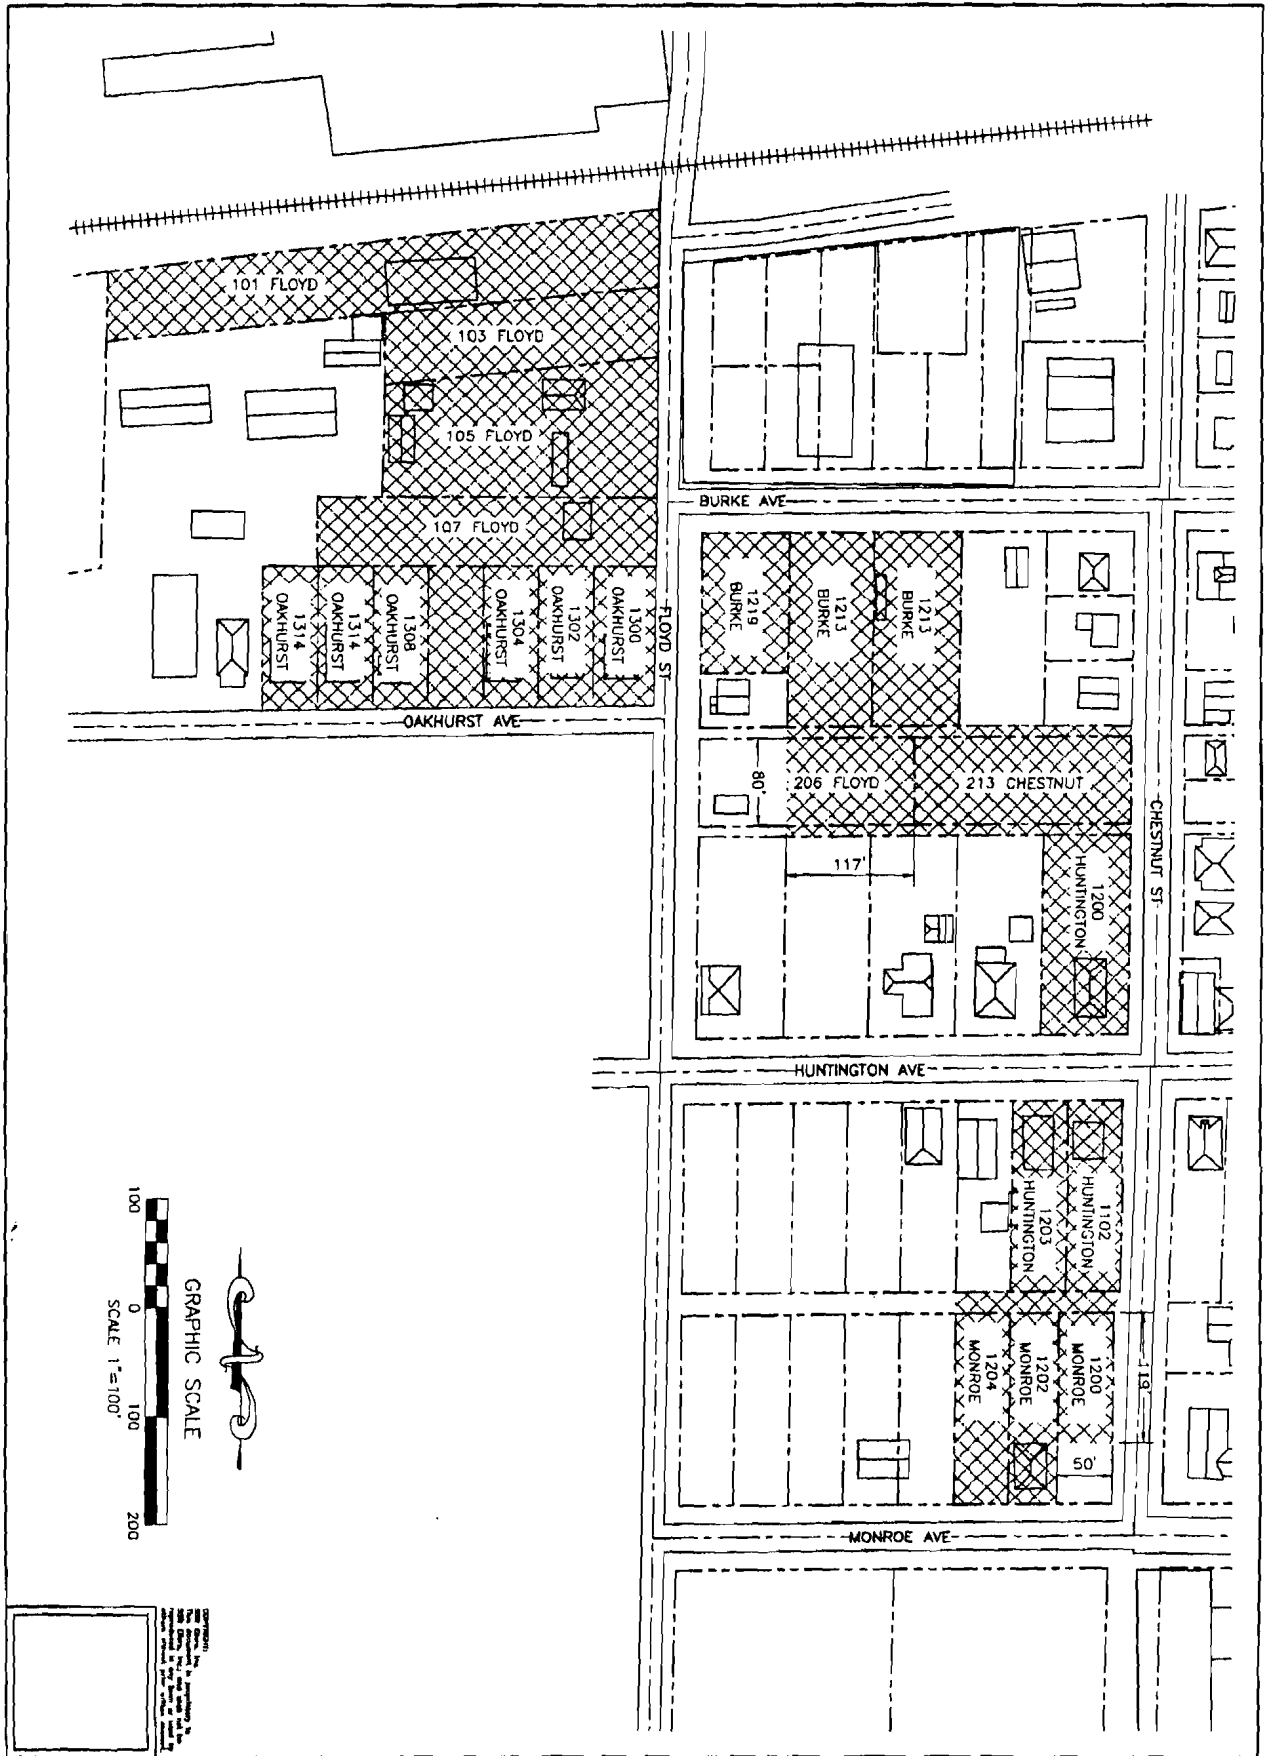 101 FLOYD
103 FLOYD
105 FLOYD
107 FLOYD
BURKE AVE
1219
BURKE
1213
BURKE
1213
BURKE
1314
OAKHURST
1314
OAKHURST
1308
OAKHURST
1304
OAKHURST
1302
OAKHURST
1300
OAKHURST
FLOYD ST
OAKHURST AVE
80'
206 FLOYD
213 CHESTNUT
CHESTNUT ST
117'
1200
HUNTINGTON
HUNTINGTON AVE
1203
HUNTINGTON
1102
HUNTINGTON
1204
MONROE
1202
MONROE
1200
MONROE
119'
50'
MONROE AVE
GRAPHIC SCALE
100
0
100
200
SCALE 1"=100'
COPYRIGHT: